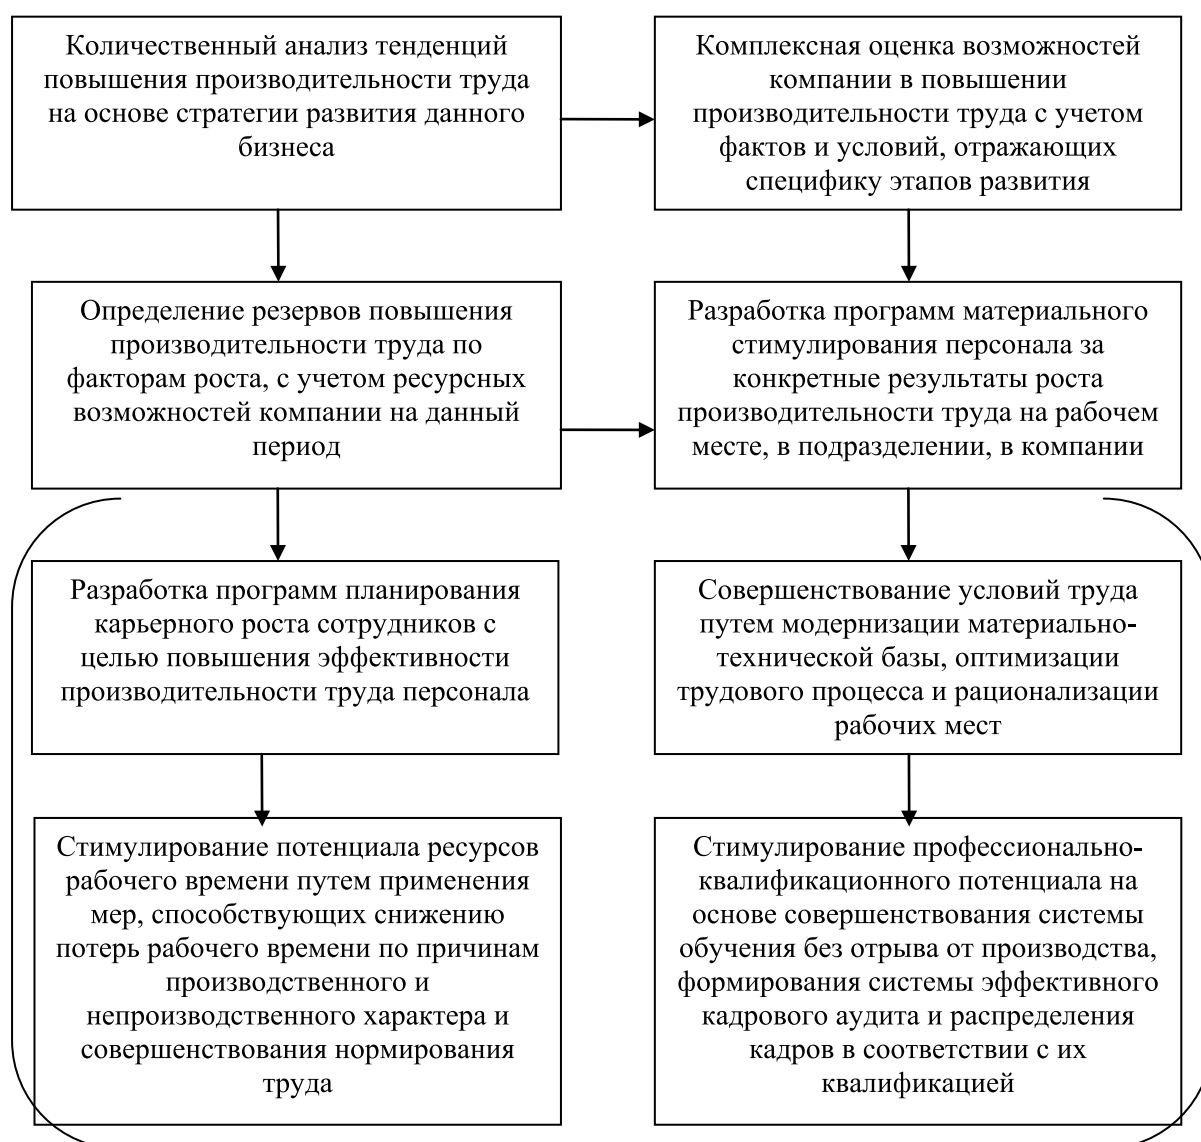 Количественный анализ тенденций
повышения производительности труда
на основе стратегии развития данного
бизнеса
Комплексная оценка возможностей
компании в повышении
производительности труда с учетом
фактов и условий, отражающих
специфику этапов развития
Определение резервов повышения
производительности труда по
факторам роста, с учетом ресурсных
возможностей компании на данный
период
Разработка программ материального
стимулирования персонала за
конкретные результаты роста
производительности труда на рабочем
месте, в подразделении, в компании
Разработка программ планирования
карьерного роста сотрудников с
целью повышения эффективности
производительности труда персонала
Совершенствование условий труда
путем модернизации материально-
технической базы, оптимизации
трудового процесса и рационализации
рабочих мест
Стимулирование потенциала ресурсов
рабочего времени путем применения
мер, способствующих снижению
потерь рабочего времени по причинам
производственного и
непроизводственного характера и
совершенствования нормирования
труда
Стимулирование профессионально-
квалификационного потенциала на
основе совершенствования системы
обучения без отрыва от производства,
формирования системы эффективного
кадрового аудита и распределения
кадров в соответствии с их
квалификацией